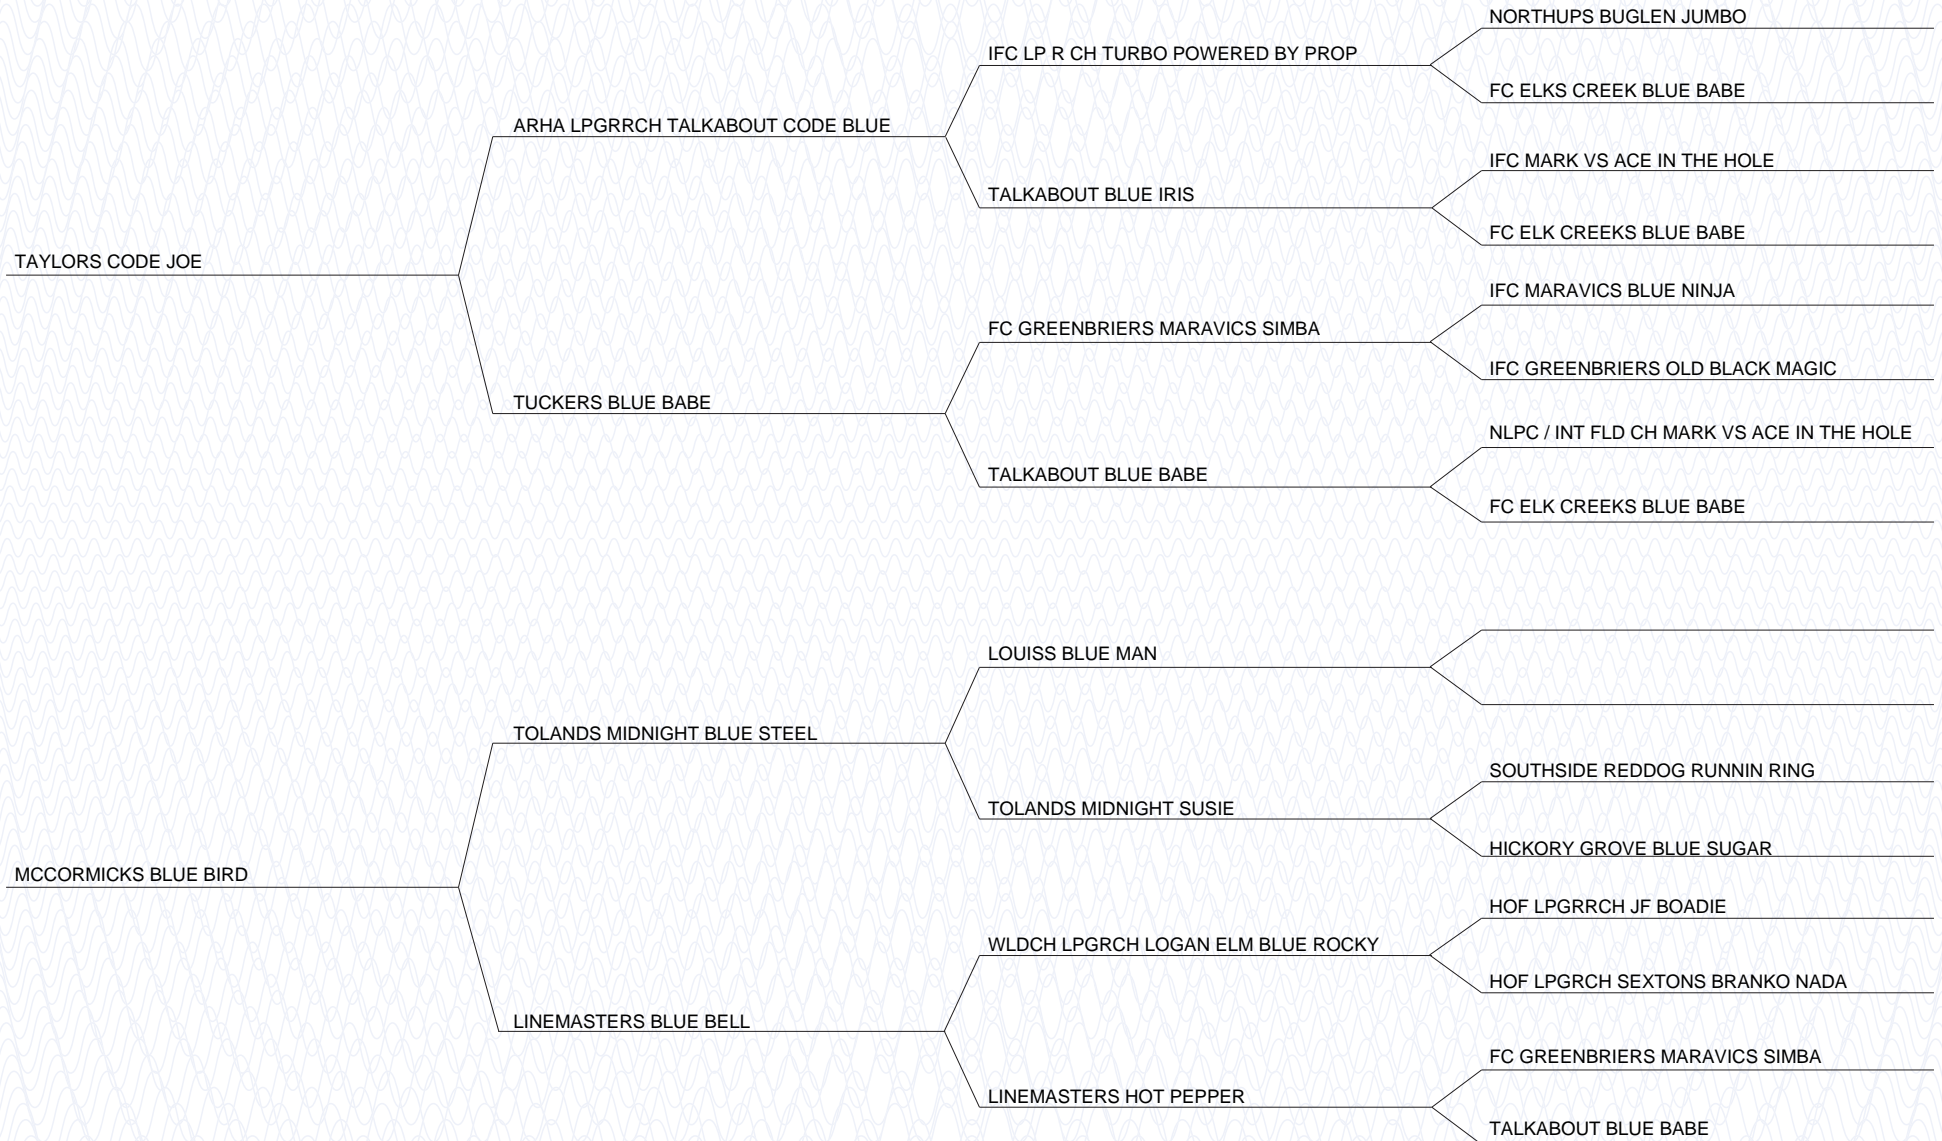 NORTHUPS BUGLEN JUMBO
IFC LP R CH TURBO POWERED BY PROP
FC ELKS CREEK BLUE BABE
ARHA LPGRRCH TALKABOUT CODE BLUE
IFC MARK VS ACE IN THE HOLE
TALKABOUT BLUE IRIS
FC ELK CREEKS BLUE BABE
TAYLORS CODE JOE
IFC MARAVICS BLUE NINJA
FC GREENBRIERS MARAVICS SIMBA
IFC GREENBRIERS OLD BLACK MAGIC
TUCKERS BLUE BABE
NLPC / INT FLD CH MARK VS ACE IN THE HOLE
TALKABOUT BLUE BABE
FC ELK CREEKS BLUE BABE
LOUISS BLUE MAN
TOLANDS MIDNIGHT BLUE STEEL
SOUTHSIDE REDDOG RUNNIN RING
TOLANDS MIDNIGHT SUSIE
HICKORY GROVE BLUE SUGAR
MCCORMICKS BLUE BIRD
HOF LPGRRCH JF BOADIE
WLDCH LPGRCH LOGAN ELM BLUE ROCKY
HOF LPGRCH SEXTONS BRANKO NADA
LINEMASTERS BLUE BELL
FC GREENBRIERS MARAVICS SIMBA
LINEMASTERS HOT PEPPER
TALKABOUT BLUE BABE